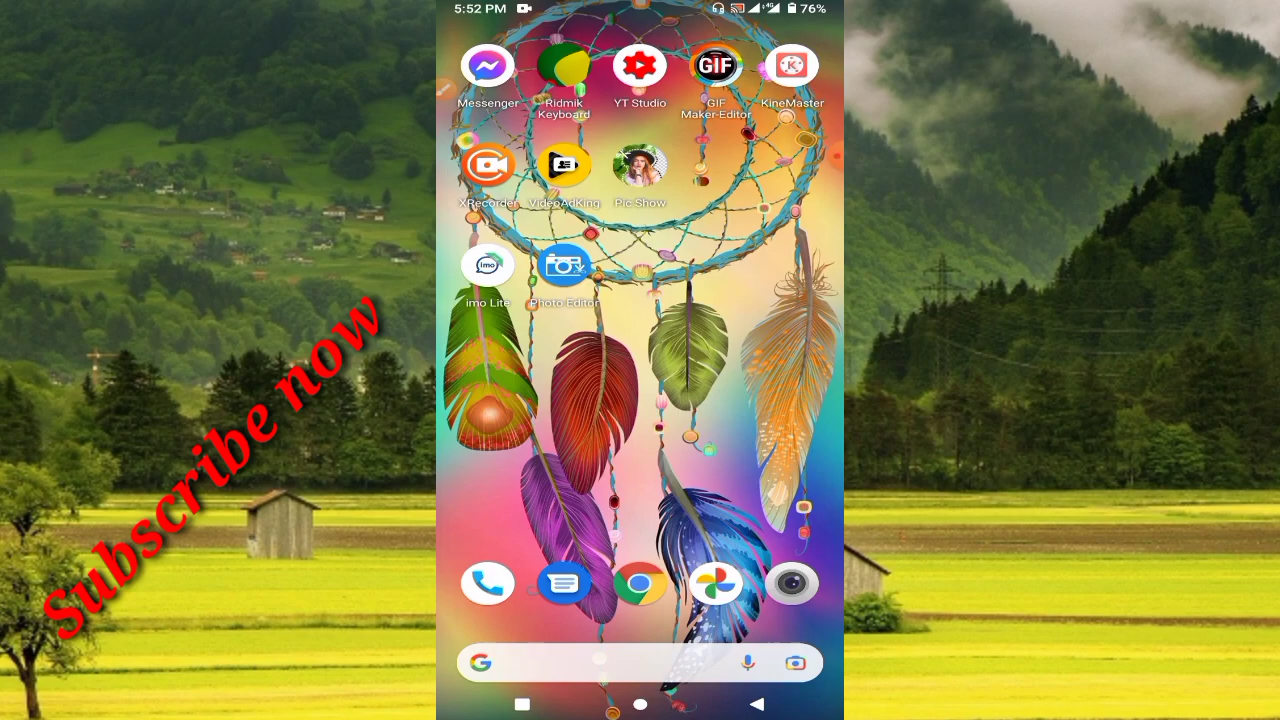 5:52 PM
4G
76%
Messenger
Ridmik
Keyboard
YT Studio
GIF
GIF
Maker-Editor
K
KineMaster
XRecorder
VideoAdKing
Pic Show
imo
imo Lite
Photo Editor
Subscribe now
G